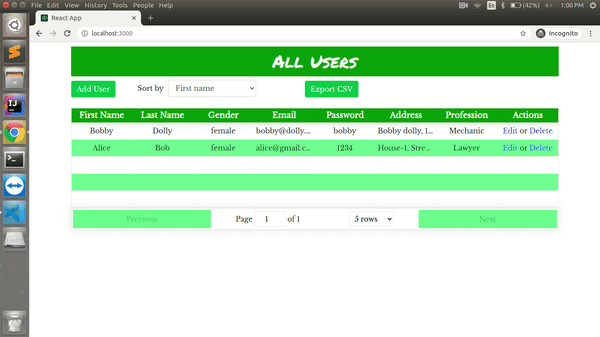 File Edit View History Bookmarks Tools People Help
En
(42%)
1:00 PM
React App
localhost:3000
Incognito
All Users
Add User
Sort by
First name
Export CSV
First Name Last Name Gender Email Password Address Profession Actions
Bobby Dolly female bobby@dolly.... bobby Bobby dolly, 1... Mechanic Edit or Delete
Alice Bob female alice@gmail.c... 1234 House-1, Stre... Lawyer Edit or Delete
Previous
Page 1 of 1
5 rows
Next